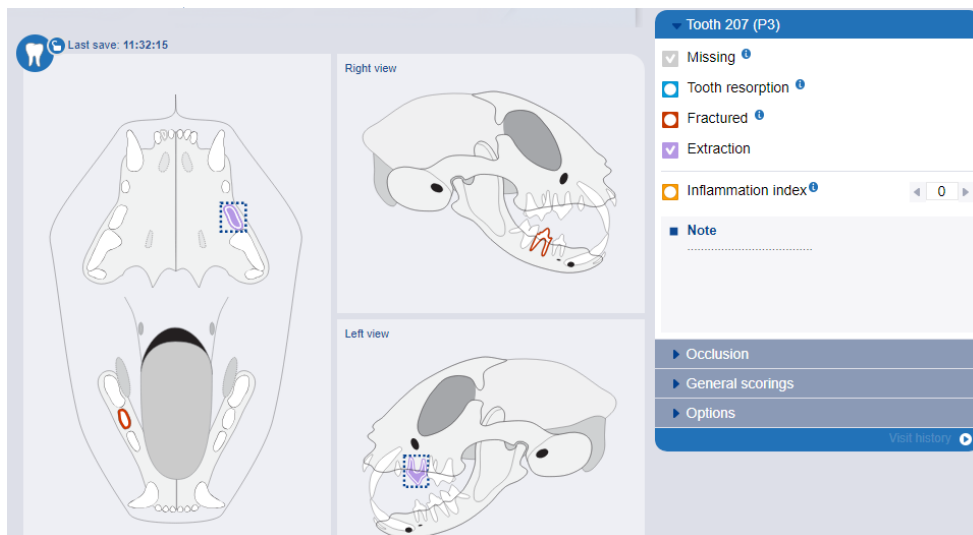 Last save: 11:32:15
Right view
Left view
Tooth 207 (P3)
Missing
Tooth resorption
Fractured
Extraction
Inflammation index
0
Note
Occlusion
General scorings
Options
Visit history